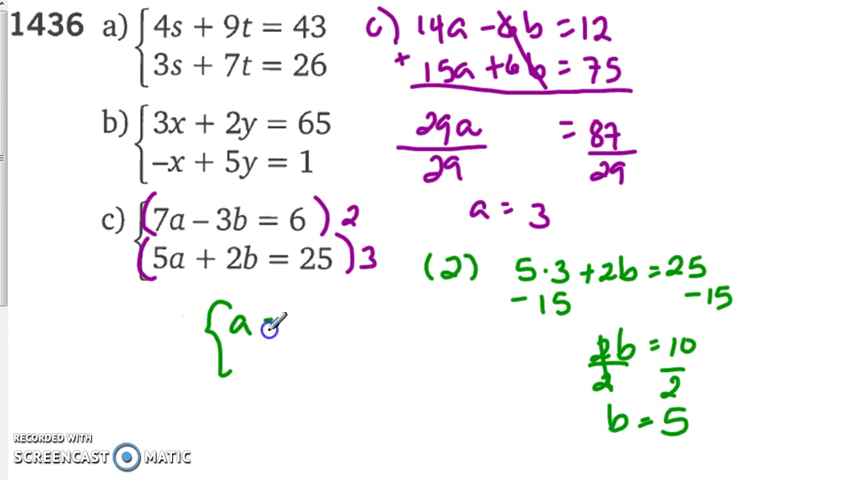 1436 a) 4s + 9t = 43
3s + 7t = 26
b) 3x + 2y = 65
–x + 5y = 1
c) (7a – 3b = 6) 2
(5a + 2b = 25) 3
{ a =
c) 14a - 6b = 12
+ 15a + 6b = 75
29a = 87
29 29
a = 3
(2) 5·3 + 2b = 25
-15 -15
2b = 10
2 2
b = 5
RECORDED WITH
SCREENCAST MATIC